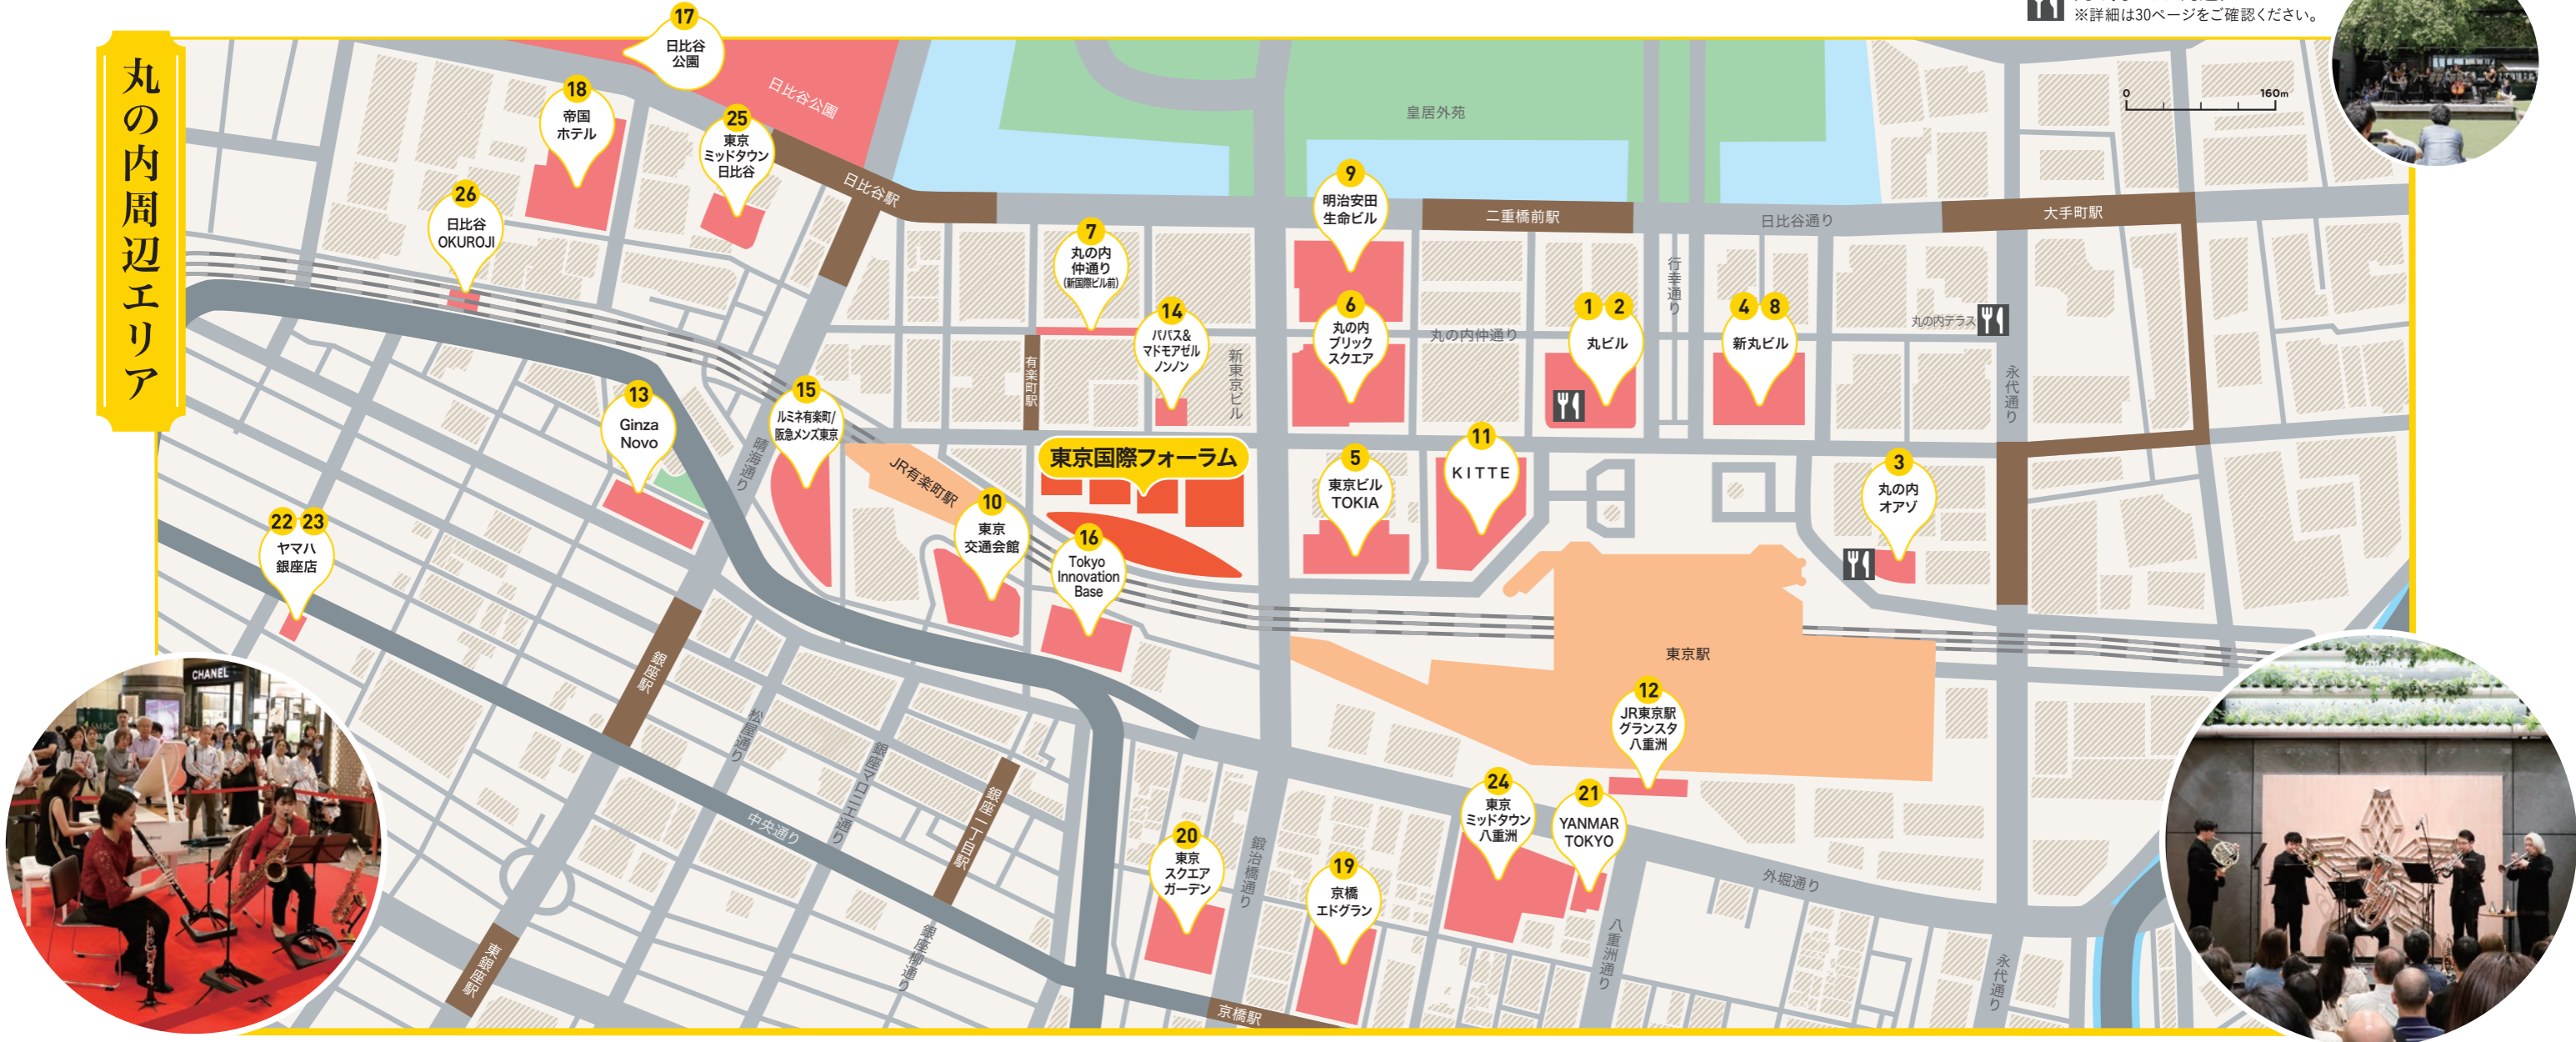 ※詳細は30ページをご確認ください。
丸の内周辺エリア
17
日比谷
公園
日比谷公園
18
帝国
ホテル
25
東京
ミッドタウン
日比谷
26
日比谷
OKUROJI
日比谷駅
皇居外苑
0
160m
9
明治安田
生命ビル
二重橋前駅
日比谷通り
大手町駅
7
丸の内
仲通り
(新国際ビル前)
14
パパス&
マドモアゼル
ノンノン
有楽町駅
新東京ビル
6
丸の内
ブリック
スクエア
丸の内仲通り
1 2
丸ビル
行幸通り
4 8
新丸ビル
丸の内テラス
永代通り
13
Ginza
Novo
15
ルミネ有楽町/
阪急メンズ東京
晴海通り
JR有楽町駅
東京国際フォーラム
10
東京
交通会館
16
Tokyo
Innovation
Base
5
東京ビル
TOKIA
11
KITTE
3
丸の内
オアゾ
22 23
ヤマハ
銀座店
銀座駅
東京駅
12
JR東京駅
グランスタ
八重洲
CHANEL
松屋通り
銀座マロニエ通り
中央通り
銀座一丁目駅
銀座柳通り
東銀座駅
20
東京
スクエア
ガーデン
鍛冶橋通り
19
京橋
エドグラン
24
東京
ミッドタウン
八重洲
21
YANMAR
TOKYO
外堀通り
八重洲通り
永代通り
京橋駅